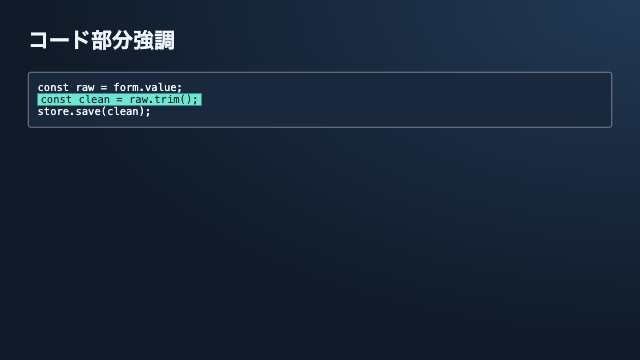 コード部分強調
const raw = form.value;
const clean = raw.trim();
store.save(clean);